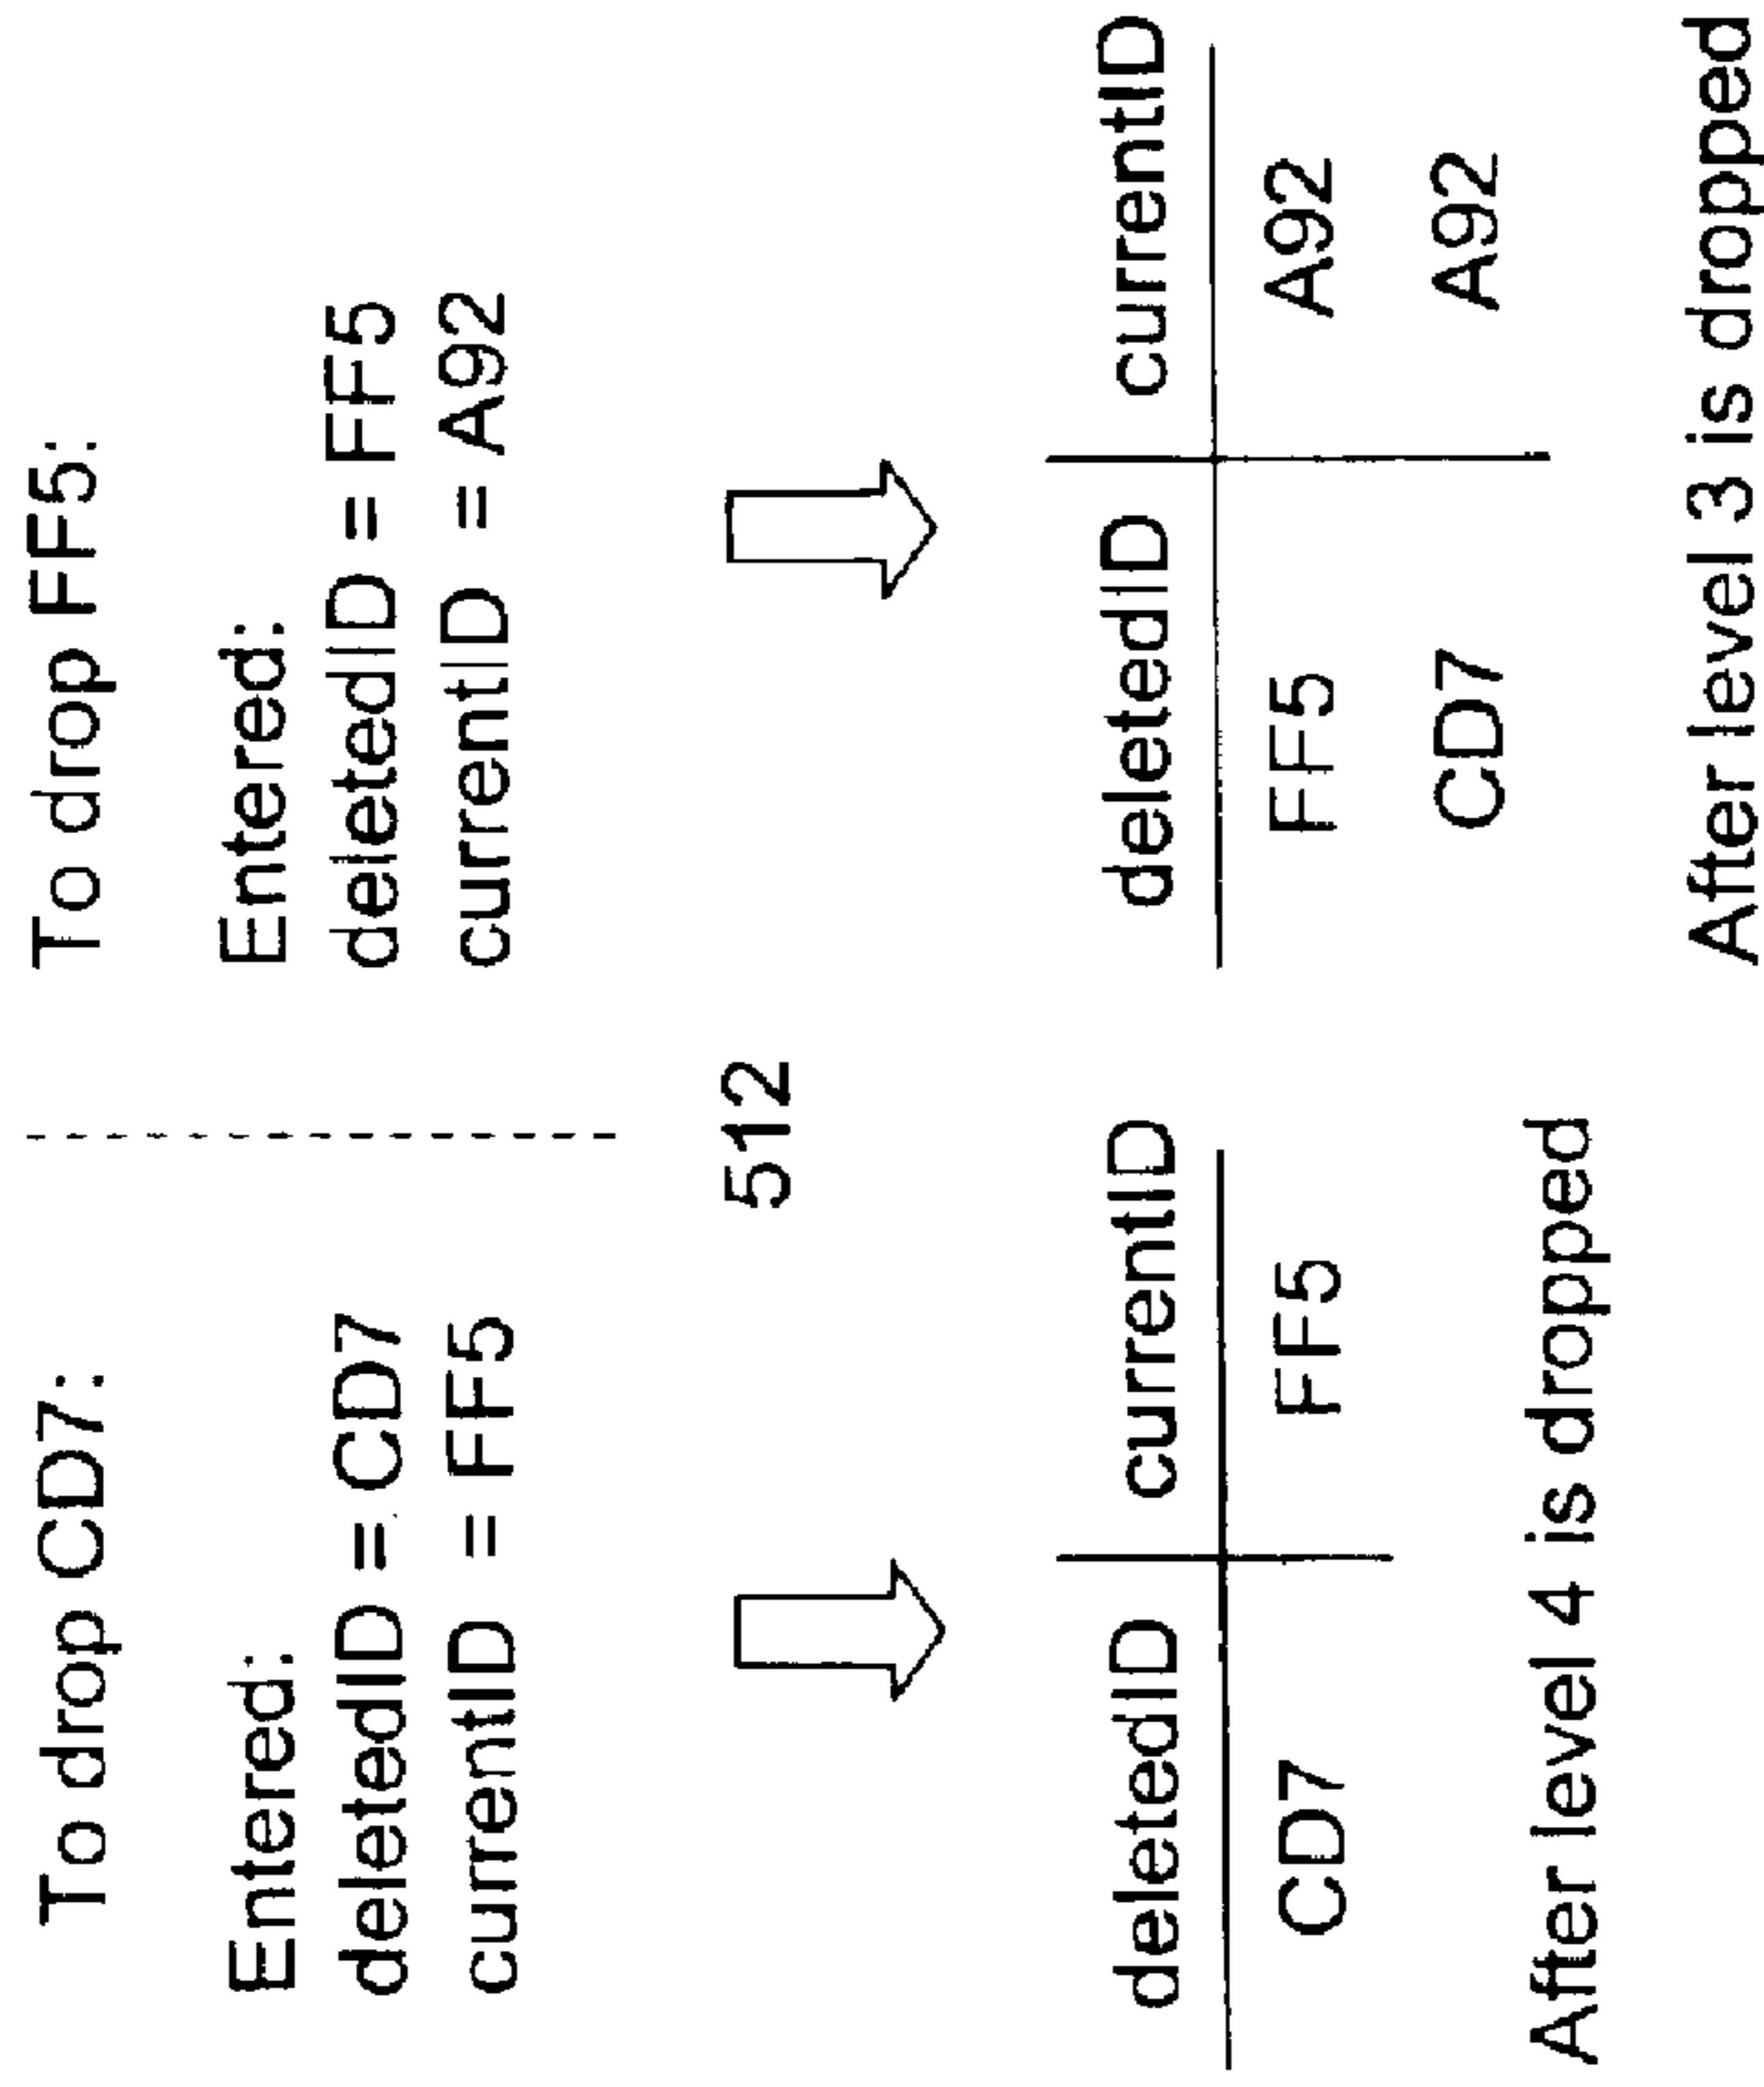 To drop CD7:
Entered:
deletedID = CD7
currentID = FF5
deletedID currentID
CD7 FF5
After level 4 is dropped
512
To drop FF5:
Entered:
deletedID = FF5
currentID = A92
deletedID currentID
FF5 A92
CD7 A92
After level 3 is dropped